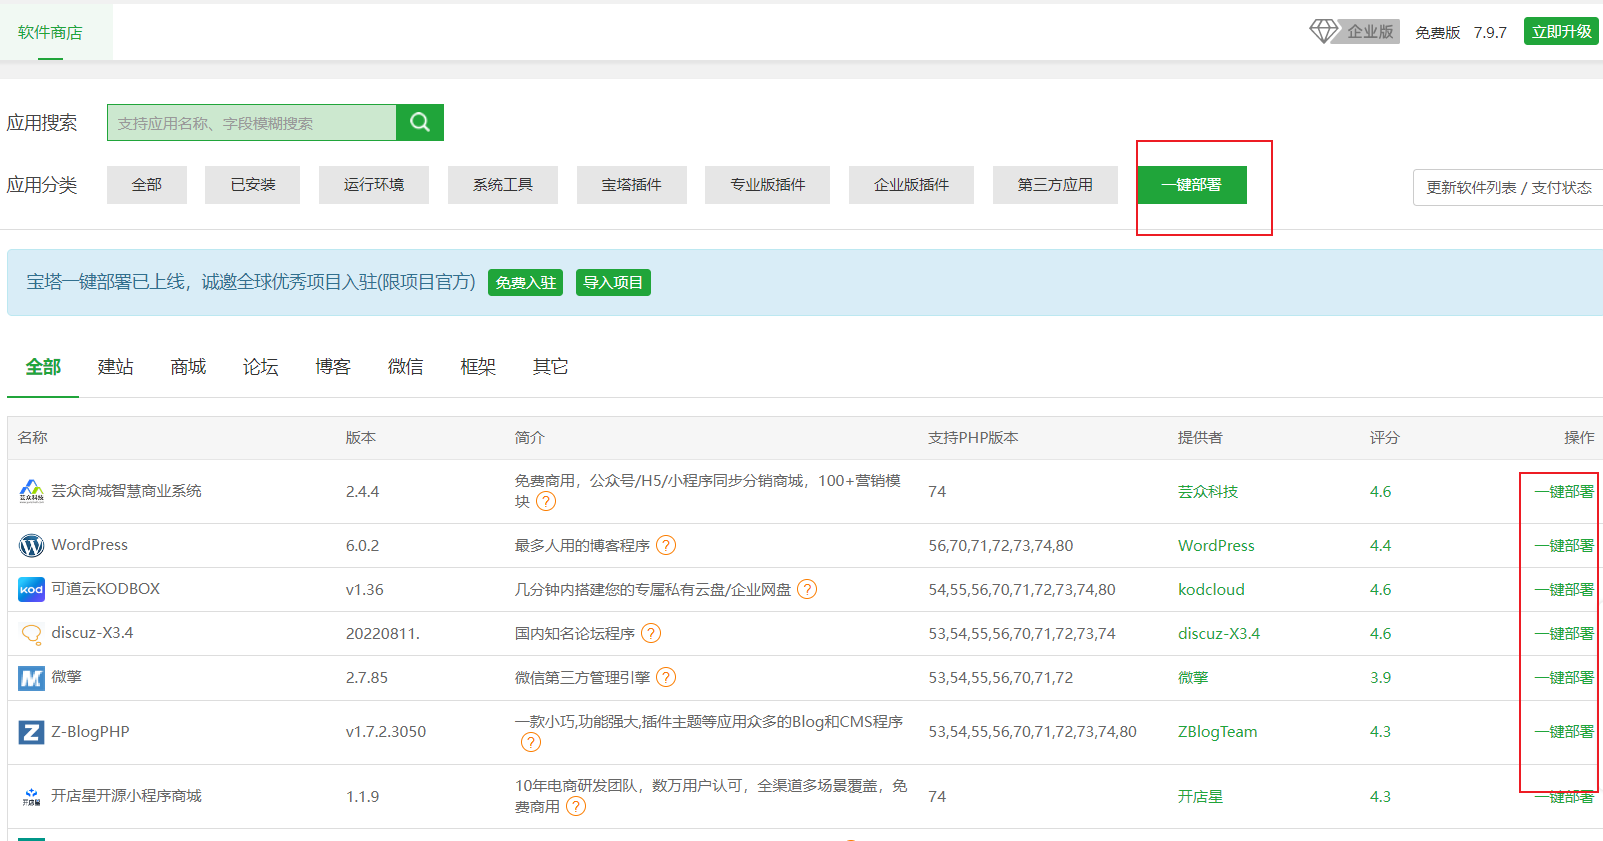 软件商店
企业版 免费版 7.9.7 立即升级
应用搜索 支持应用名称、字段模糊搜索
应用分类 全部 已安装 运行环境 系统工具 宝塔插件 专业版插件 企业版插件 第三方应用 一键部署 更新软件列表 / 支付状态
宝塔一键部署已上线，诚邀全球优秀项目入驻(限项目官方) 免费入驻 导入项目
全部 建站 商城 论坛 博客 微信 框架 其它
名称 版本 简介 支持PHP版本 提供者 评分 操作
芸众商城智慧商业系统 2.4.4 免费商用，公众号/H5/小程序同步分销商城，100+营销模
块 ? 74 芸众科技 4.6 一键部署
WordPress 6.0.2 最多人用的博客程序 ? 56,70,71,72,73,74,80 WordPress 4.4 一键部署
kod 可道云KODBOX v1.36 几分钟内搭建您的专属私有云盘/企业网盘 ? 54,55,56,70,71,72,73,74,80 kodcloud 4.6 一键部署
discuz-X3.4 20220811. 国内知名论坛程序 ? 53,54,55,56,70,71,72,73,74 discuz-X3.4 4.6 一键部署
微擎 2.7.85 微信第三方管理引擎 ? 53,54,55,56,70,71,72 微擎 3.9 一键部署
Z Z-BlogPHP v1.7.2.3050 一款小巧,功能强大,插件主题等应用众多的Blog和CMS程序
? 53,54,55,56,70,71,72,73,74,80 ZBlogTeam 4.3 一键部署
开店星 开店星开源小程序商城 1.1.9 10年电商研发团队，数万用户认可，全渠道多场景覆盖，免
费商用 ? 74 开店星 4.3 一键部署